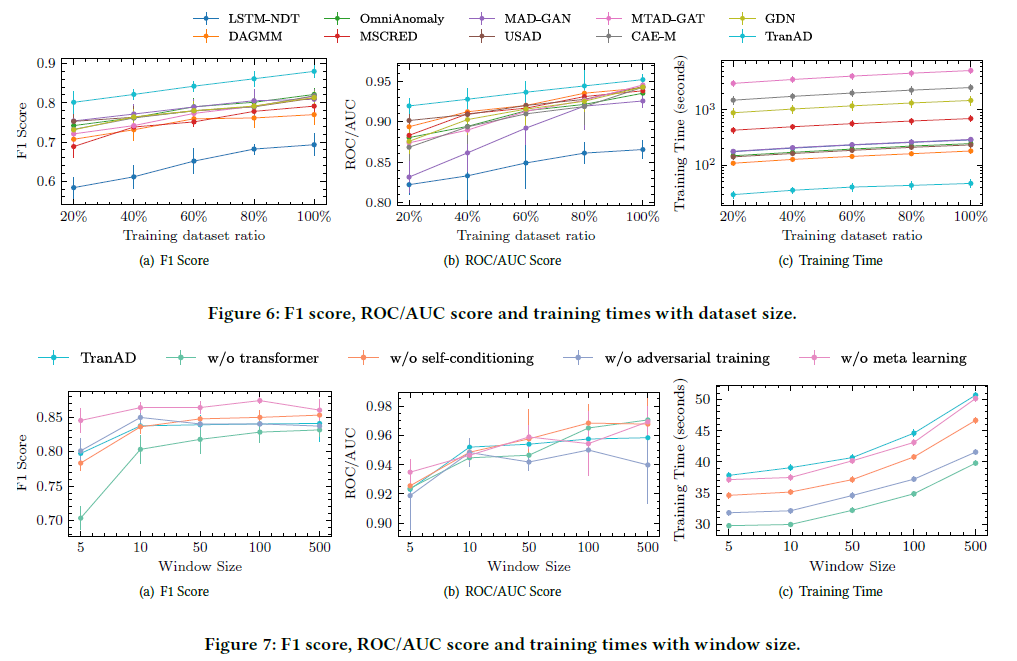 LSTM-NDT OmniAnomaly MAD-GAN MTAD-GAT GDN
DAGMM MSCRED USAD CAE-M TranAD
F1 Score
0.9
0.8
0.7
0.6
20% 40% 60% 80% 100%
Training dataset ratio
(a) F1 Score
ROC/AUC
0.95
0.90
0.85
0.80
20% 40% 60% 80% 100%
Training dataset ratio
(b) ROC/AUC Score
Training Time (seconds)
10³
10²
20% 40% 60% 80% 100%
Training dataset ratio
(c) Training Time
Figure 6: F1 score, ROC/AUC score and training times with dataset size.
TranAD w/o transformer w/o self-conditioning w/o adversarial training w/o meta learning
F1 Score
0.85
0.80
0.75
0.70
5 10 50 100 500
Window Size
(a) F1 Score
ROC/AUC
0.98
0.96
0.94
0.92
0.90
5 10 50 100 500
Window Size
(b) ROC/AUC Score
Training Time (seconds)
50
45
40
35
30
5 10 50 100 500
Window Size
(c) Training Time
Figure 7: F1 score, ROC/AUC score and training times with window size.